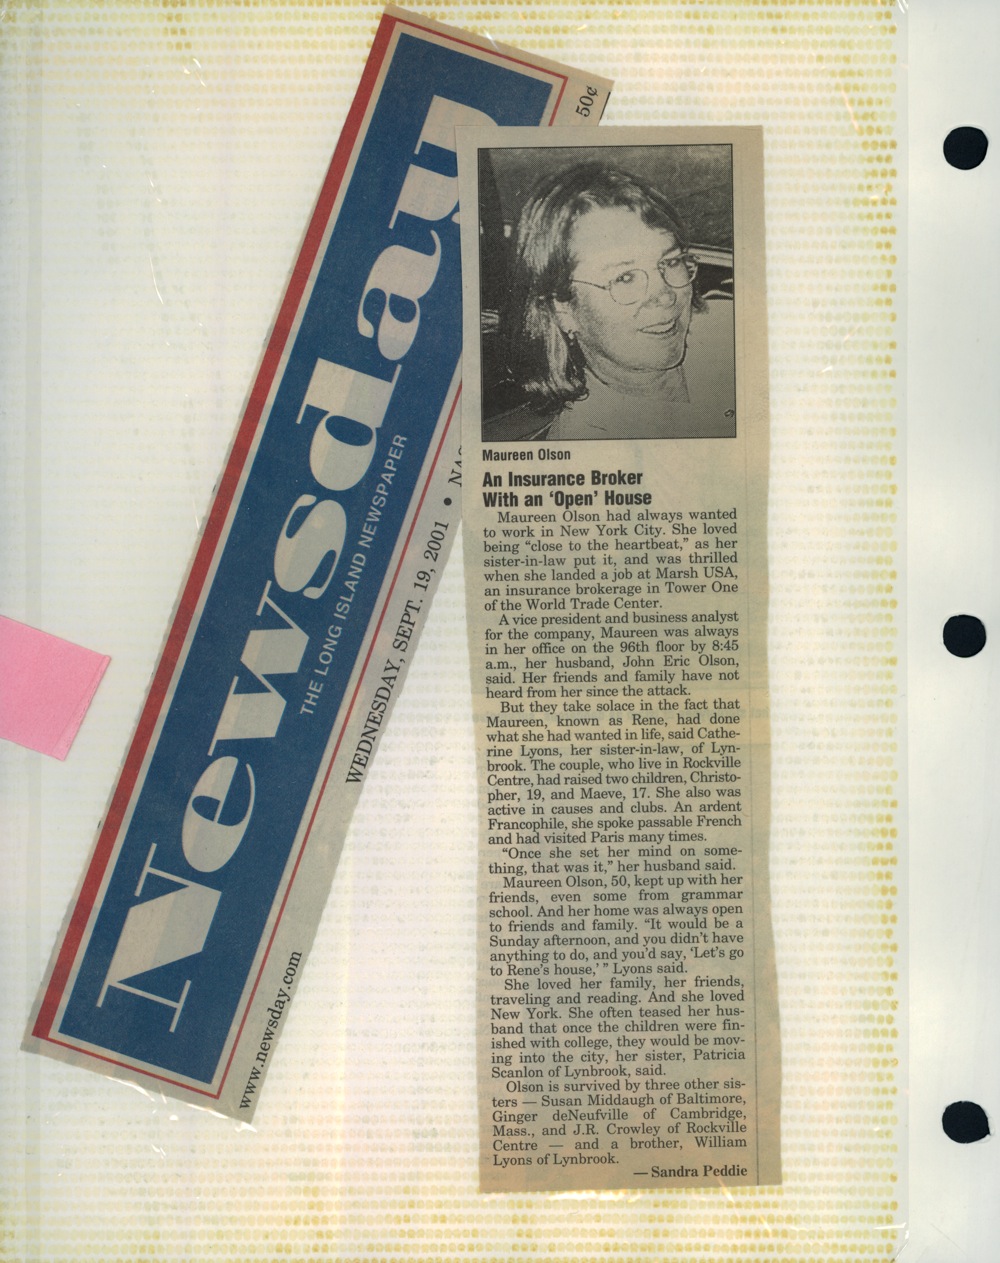 Newsday
THE LONG ISLAND NEWSPAPER
WEDNESDAY, SEPT. 19, 2001 •
50¢
www.newsday.com
Maureen Olson
An Insurance Broker
With an ‘Open’ House
Maureen Olson had always wanted
to work in New York City. She loved
being “close to the heartbeat,” as her
sister-in-law put it, and was thrilled
when she landed a job at Marsh USA,
an insurance brokerage in Tower One
of the World Trade Center.
A vice president and business analyst
for the company, Maureen was always
in her office on the 96th floor by 8:45
a.m., her husband, John Eric Olson,
said. Her friends and family have not
heard from her since the attack.
But they take solace in the fact that
Maureen, known as Rene, had done
what she had wanted in life, said Cathe-
rine Lyons, her sister-in-law, of Lyn-
brook. The couple, who live in Rockville
Centre, had raised two children, Christo-
pher, 19, and Maeve, 17. She also was
active in causes and clubs. An ardent
Francophile, she spoke passable French
and had visited Paris many times.
“Once she set her mind on some-
thing, that was it,” her husband said.
Maureen Olson, 50, kept up with her
friends, even some from grammar
school. And her home was always open
to friends and family. “It would be a
Sunday afternoon, and you didn’t have
anything to do, and you’d say, ‘Let’s go
to Rene’s house,’ ” Lyons said.
She loved her family, her friends,
traveling and reading. And she loved
New York. She often teased her hus-
band that once the children were fin-
ished with college, they would be mov-
ing into the city, her sister, Patricia
Scanlon of Lynbrook, said.
Olson is survived by three other sis-
ters — Susan Middaugh of Baltimore,
Ginger deNeufville of Cambridge,
Mass., and J.R. Crowley of Rockville
Centre — and a brother, William
Lyons of Lynbrook.
— Sandra Peddie